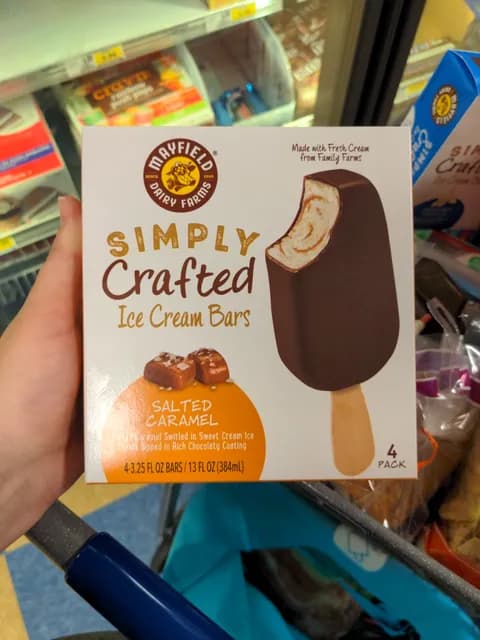 MAYFIELD
DAIRY FARMS
Made with Fresh Cream
from Family Farms
SIMPLY
Crafted
Ice Cream Bars
SALTED
CARAMEL
Swirled in Sweet Cream Ice
Dipped in Rich Chocolaty Coating
4-3.25 FL OZ BARS / 13 FL OZ (384mL)
4
PACK